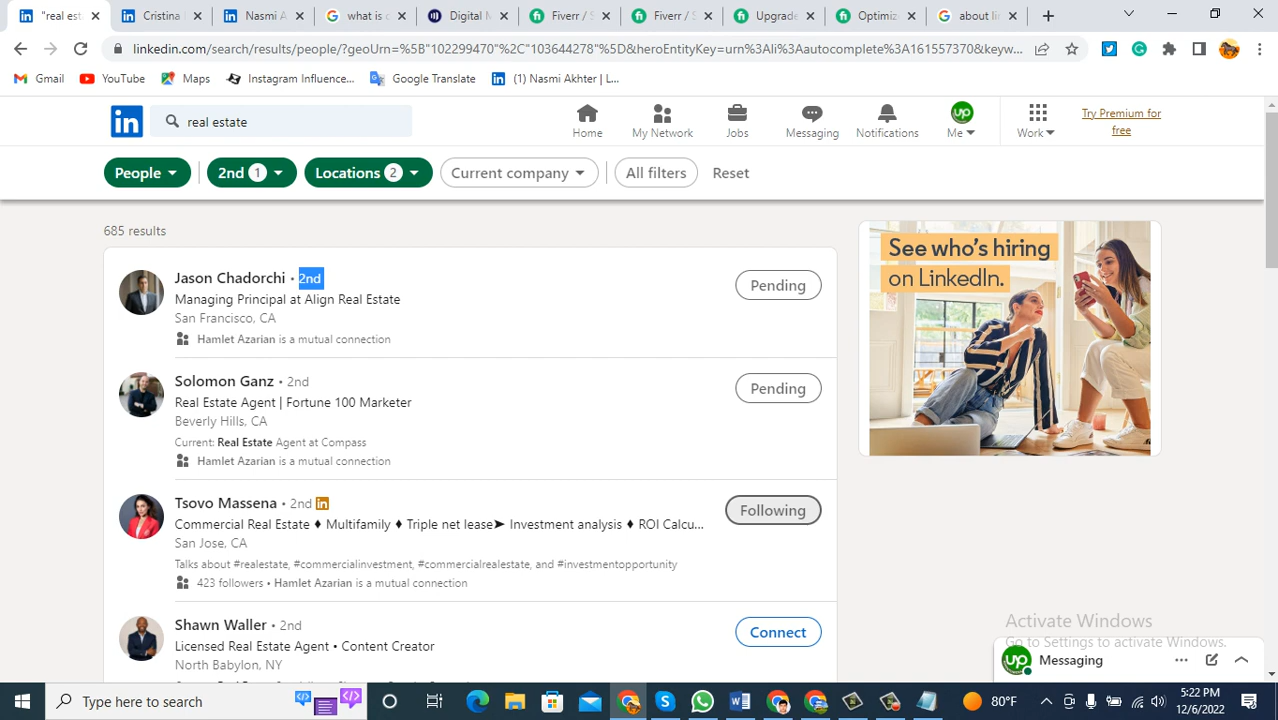 "real est
Cristina
Nasmi A
what is c
Digital M
Fiverr / S
Fiverr / S
Upgrade
Optimize
about lin
linkedin.com/search/results/people/?geoUrn=%5B"102299470"%2C"103644278"%5D&heroEntityKey=urn%3Ali%3Aautocomplete%3A161557370&keyw...
Gmail
YouTube
Maps
Instagram Influence...
Google Translate
(1) Nasmi Akhter | L...
in
real estate
Home
My Network
Jobs
Messaging
Notifications
Me
Work
Try Premium for
free
People
2nd 1
Locations 2
Current company
All filters
Reset
685 results
Jason Chadorchi • 2nd
Managing Principal at Align Real Estate
San Francisco, CA
Hamlet Azarian is a mutual connection
Pending
Solomon Ganz • 2nd
Real Estate Agent | Fortune 100 Marketer
Beverly Hills, CA
Current: Real Estate Agent at Compass
Hamlet Azarian is a mutual connection
Pending
Tsovo Massena • 2nd in
Commercial Real Estate ♦ Multifamily ♦ Triple net lease➤ Investment analysis ♦ ROI Calcu...
San Jose, CA
Talks about #realestate, #commercialinvestment, #commercialrealestate, and #investmentopportunity
423 followers • Hamlet Azarian is a mutual connection
Following
Shawn Waller • 2nd
Licensed Real Estate Agent • Content Creator
North Babylon, NY
Connect
See who's hiring
on LinkedIn.
Activate Windows
Go to Settings to activate Windows.
up
Messaging
Type here to search
80°F
5:22 PM
12/6/2022